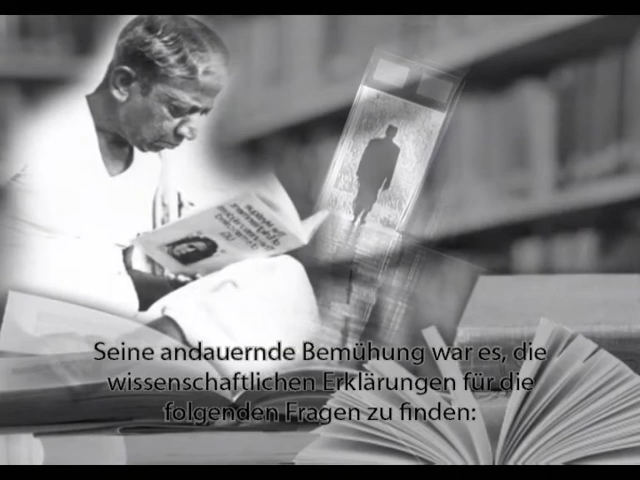 Seine andauernde Bemühung war es, die
wissenschaftlichen Erklärungen für die
folgenden Fragen zu finden: